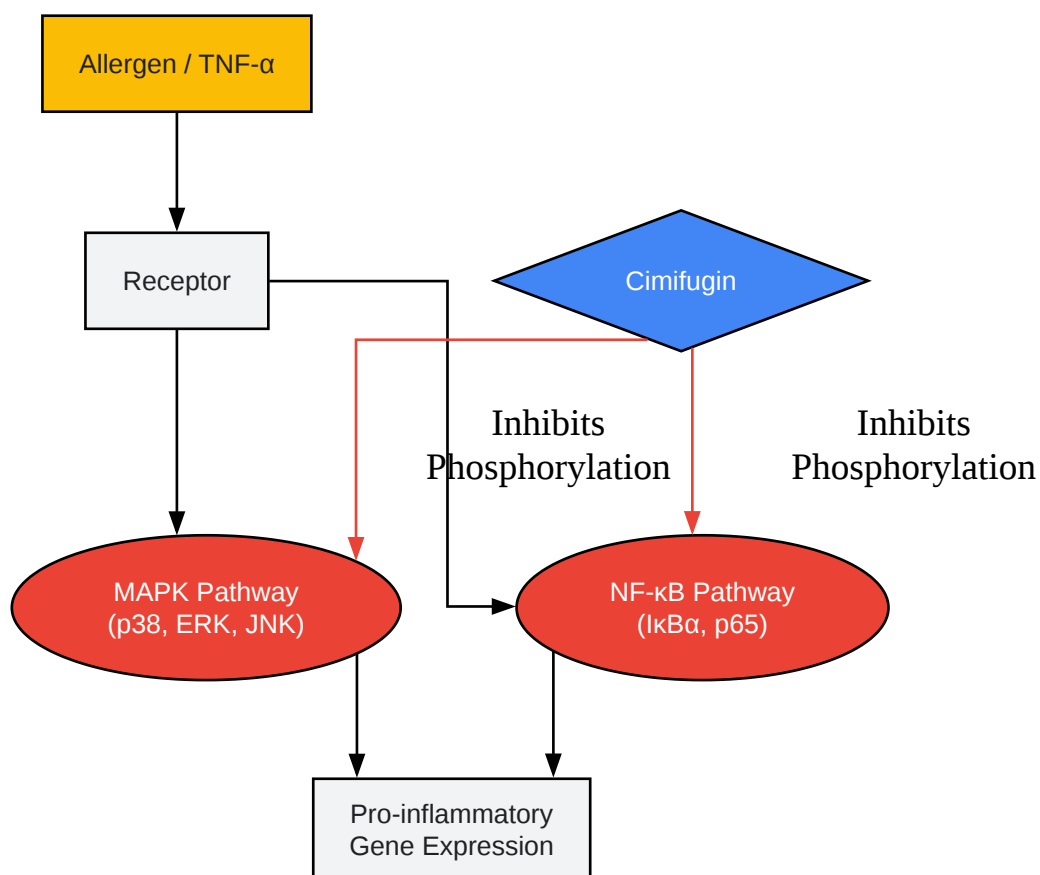 Allergen / TNF-α
Receptor
Cimifugin
Inhibits
Phosphorylation
Inhibits
Phosphorylation
MAPK Pathway
(p38, ERK, JNK)
NF-κB Pathway
(IκBα, p65)
Pro-inflammatory
Gene Expression